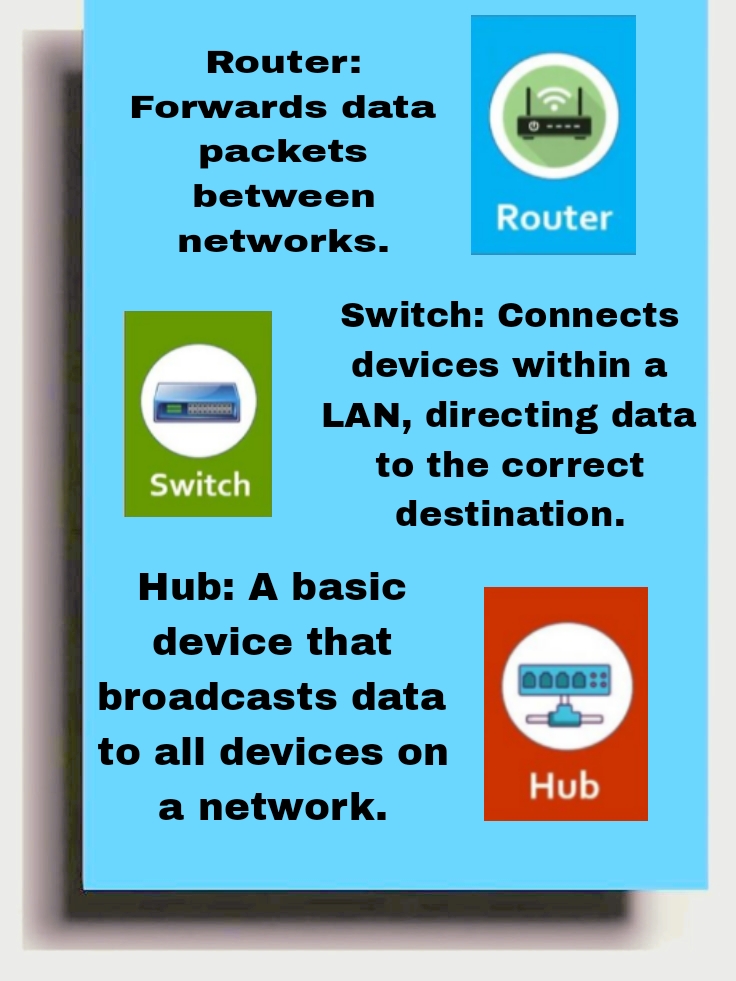 Router:
Forwards data
packets
between
networks.
Router
Switch: Connects
devices within a
LAN, directing data
to the correct
destination.
Switch
Hub: A basic
device that
broadcasts data
to all devices on
a network.
Hub